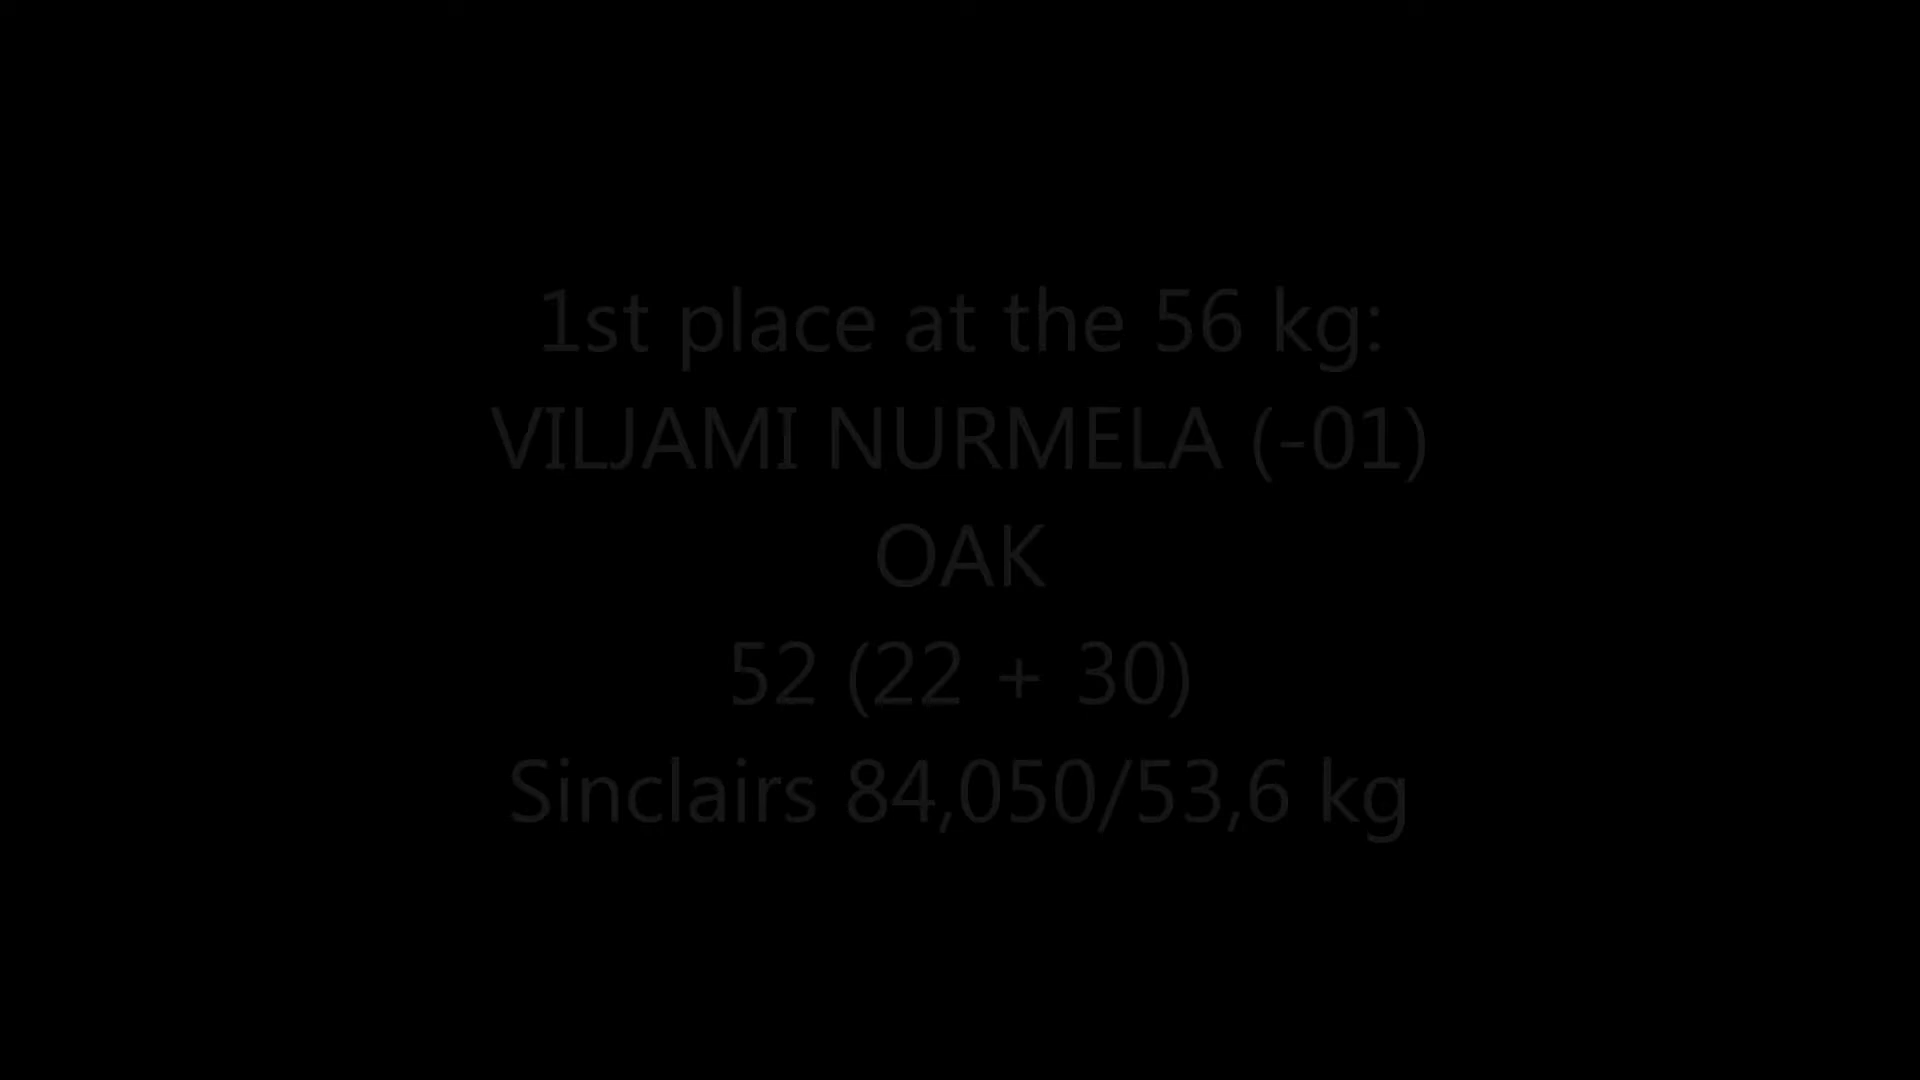 1st place at the 56 kg:
VILJAMI NURMELA (-01)
OAK
52 (22 + 30)
Sinclairs 84,050/53,6 kg